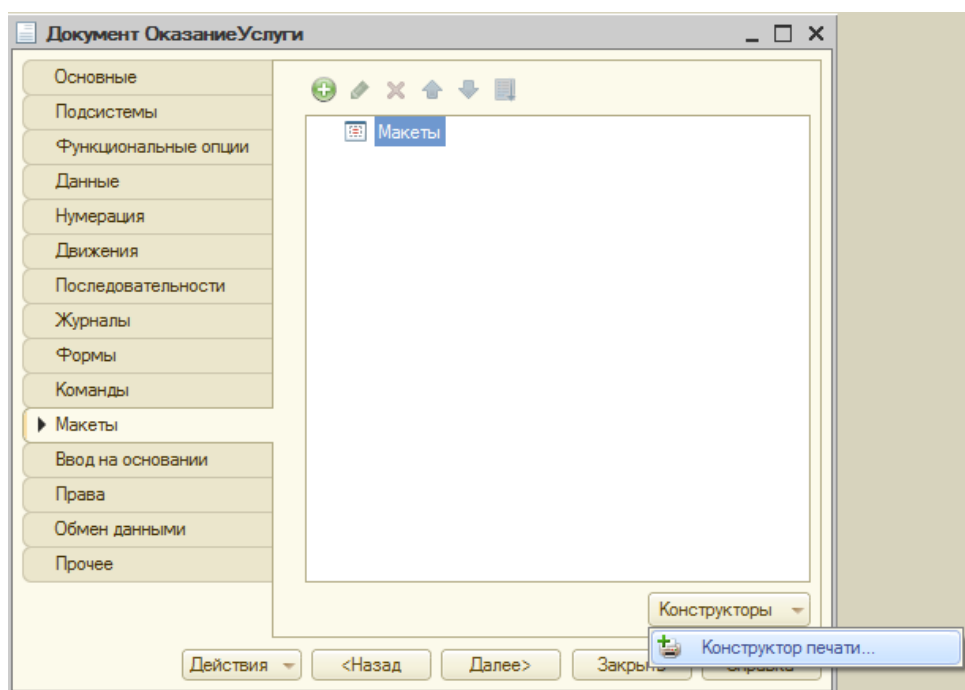 Документ ОказаниеУслуги
Основные
Подсистемы
Функциональные опции
Данные
Нумерация
Движения
Последовательности
Журналы
Формы
Команды
Макеты
Ввод на основании
Права
Обмен данными
Прочее
Макеты
Конструкторы
Конструктор печати...
Действия <Назад Далее> Закрыть Справка